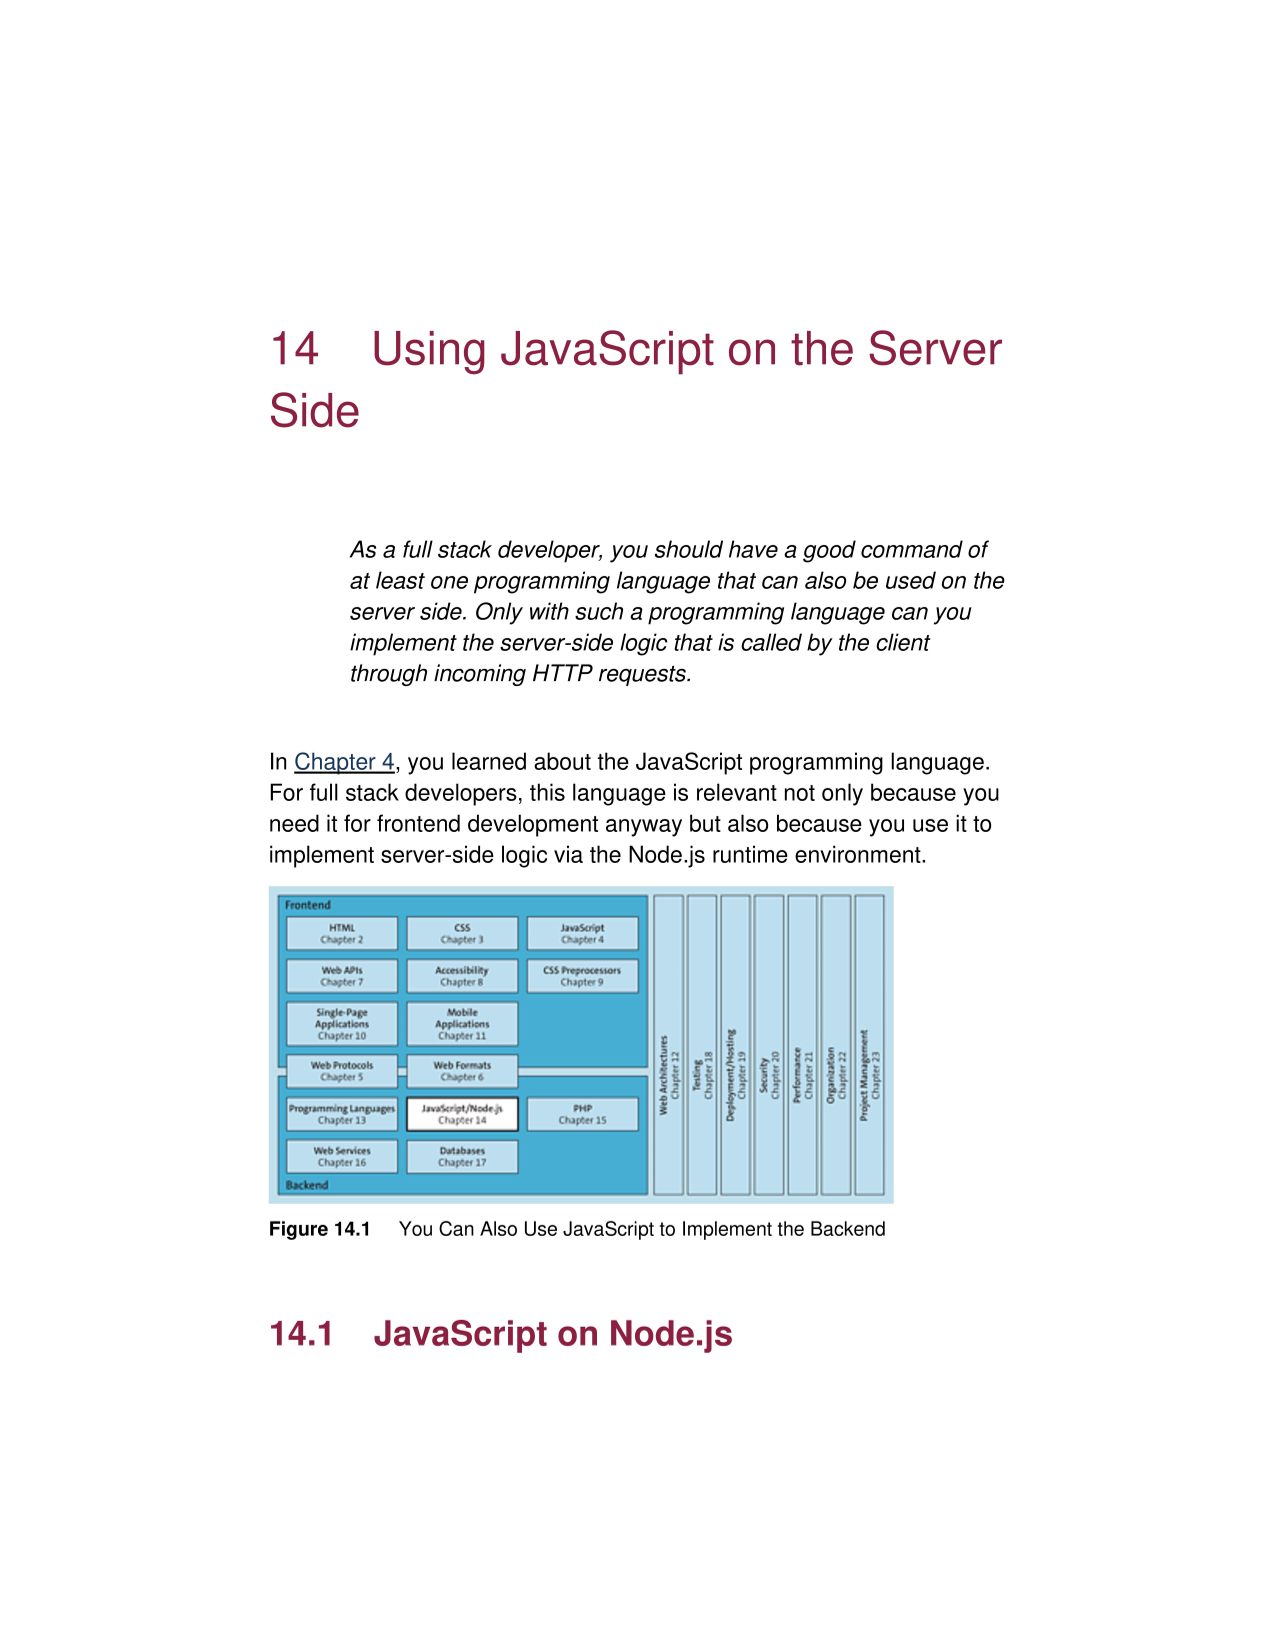 14 Using JavaScript on the Server
Side
As a full stack developer, you should have a good command of
at least one programming language that can also be used on the
server side. Only with such a programming language can you
implement the server-side logic that is called by the client
through incoming HTTP requests.
In Chapter 4, you learned about the JavaScript programming language.
For full stack developers, this language is relevant not only because you
need it for frontend development anyway but also because you use it to
implement server-side logic via the Node.js runtime environment.
Frontend
HTML
Chapter 2
CSS
Chapter 3
JavaScript
Chapter 4
Web APIs
Chapter 7
Accessibility
Chapter 8
CSS Preprocessors
Chapter 9
Single-Page
Applications
Chapter 10
Mobile
Applications
Chapter 11
Web Protocols
Chapter 5
Web Formats
Chapter 6
Programming Languages
Chapter 13
JavaScript/Node.js
Chapter 14
PHP
Chapter 15
Web Services
Chapter 16
Databases
Chapter 17
Backend
Web Architectures
Chapter 12
Testing
Chapter 18
Deployment/Hosting
Chapter 19
Security
Chapter 20
Performance
Chapter 21
Organization
Chapter 22
Project Management
Chapter 23
Figure 14.1 You Can Also Use JavaScript to Implement the Backend
14.1 JavaScript on Node.js